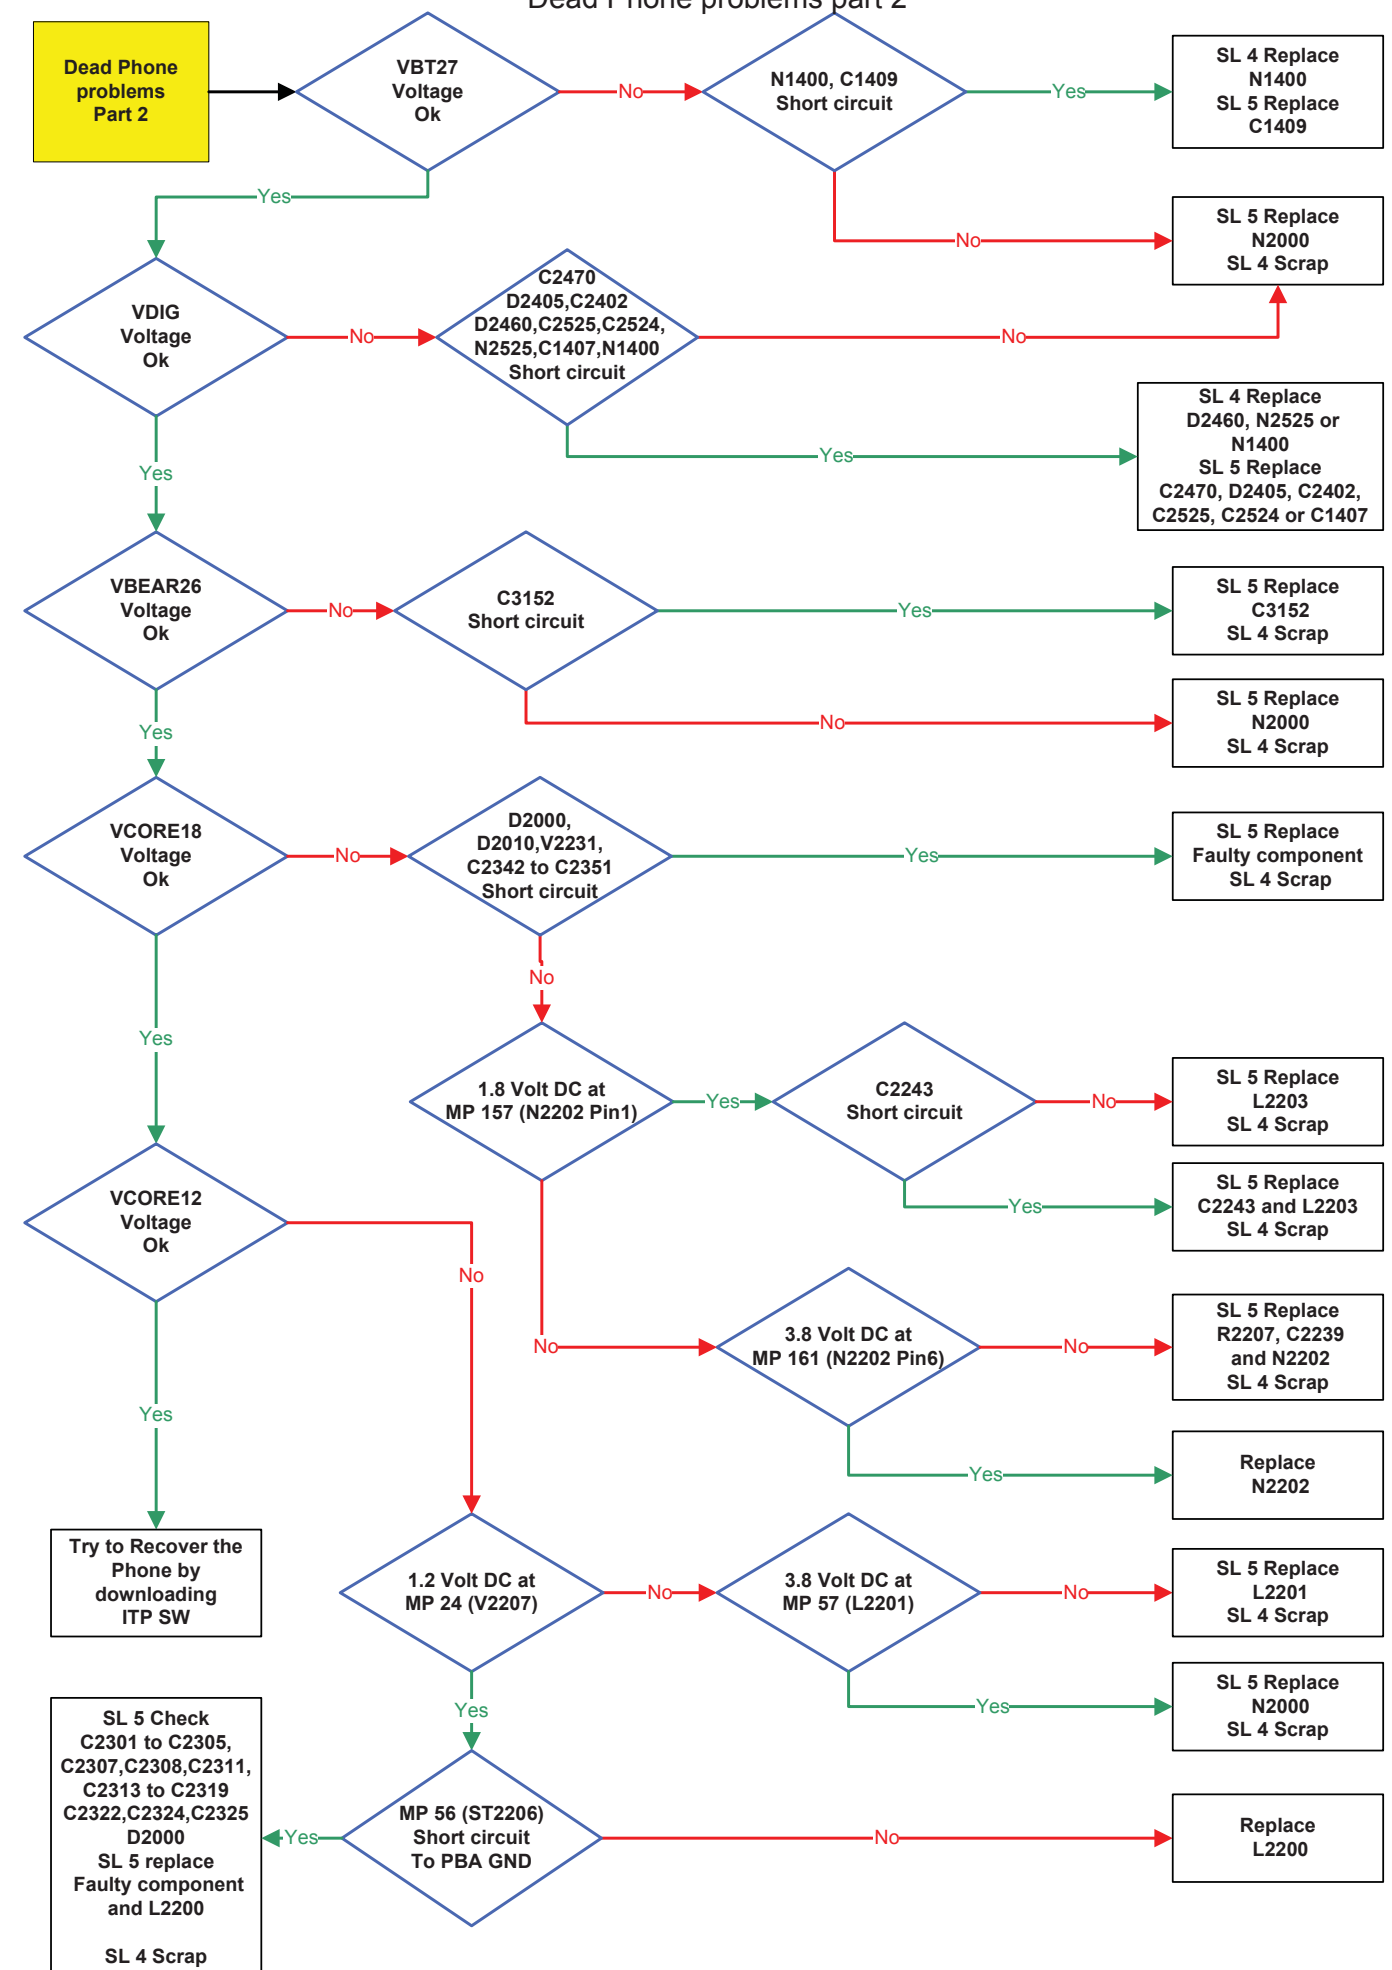 Dead Phone problems part 2
Dead Phone
problems
Part 2
VBT27
Voltage
Ok
No
N1400, C1409
Short circuit
Yes
SL 4 Replace
N1400
SL 5 Replace
C1409
Yes
No
SL 5 Replace
N2000
SL 4 Scrap
VDIG
Voltage
Ok
No
C2470
D2405,C2402
D2460,C2525,C2524,
N2525,C1407,N1400
Short circuit
No
Yes
SL 4 Replace
D2460, N2525 or
N1400
SL 5 Replace
C2470, D2405, C2402,
C2525, C2524 or C1407
Yes
VBEAR26
Voltage
Ok
No
C3152
Short circuit
Yes
SL 5 Replace
C3152
SL 4 Scrap
No
SL 5 Replace
N2000
SL 4 Scrap
Yes
VCORE18
Voltage
Ok
No
D2000,
D2010,V2231,
C2342 to C2351
Short circuit
Yes
SL 5 Replace
Faulty component
SL 4 Scrap
No
Yes
1.8 Volt DC at
MP 157 (N2202 Pin1)
Yes
C2243
Short circuit
No
SL 5 Replace
L2203
SL 4 Scrap
Yes
SL 5 Replace
C2243 and L2203
SL 4 Scrap
VCORE12
Voltage
Ok
No
No
3.8 Volt DC at
MP 161 (N2202 Pin6)
No
SL 5 Replace
R2207, C2239
and N2202
SL 4 Scrap
Yes
Replace
N2202
Yes
Try to Recover the
Phone by
downloading
ITP SW
1.2 Volt DC at
MP 24 (V2207)
No
3.8 Volt DC at
MP 57 (L2201)
No
SL 5 Replace
L2201
SL 4 Scrap
Yes
SL 5 Replace
N2000
SL 4 Scrap
Yes
MP 56 (ST2206)
Short circuit
To PBA GND
No
Replace
L2200
Yes
SL 5 Check
C2301 to C2305,
C2307,C2308,C2311,
C2313 to C2319
C2322,C2324,C2325
D2000
SL 5 replace
Faulty component
and L2200
SL 4 Scrap